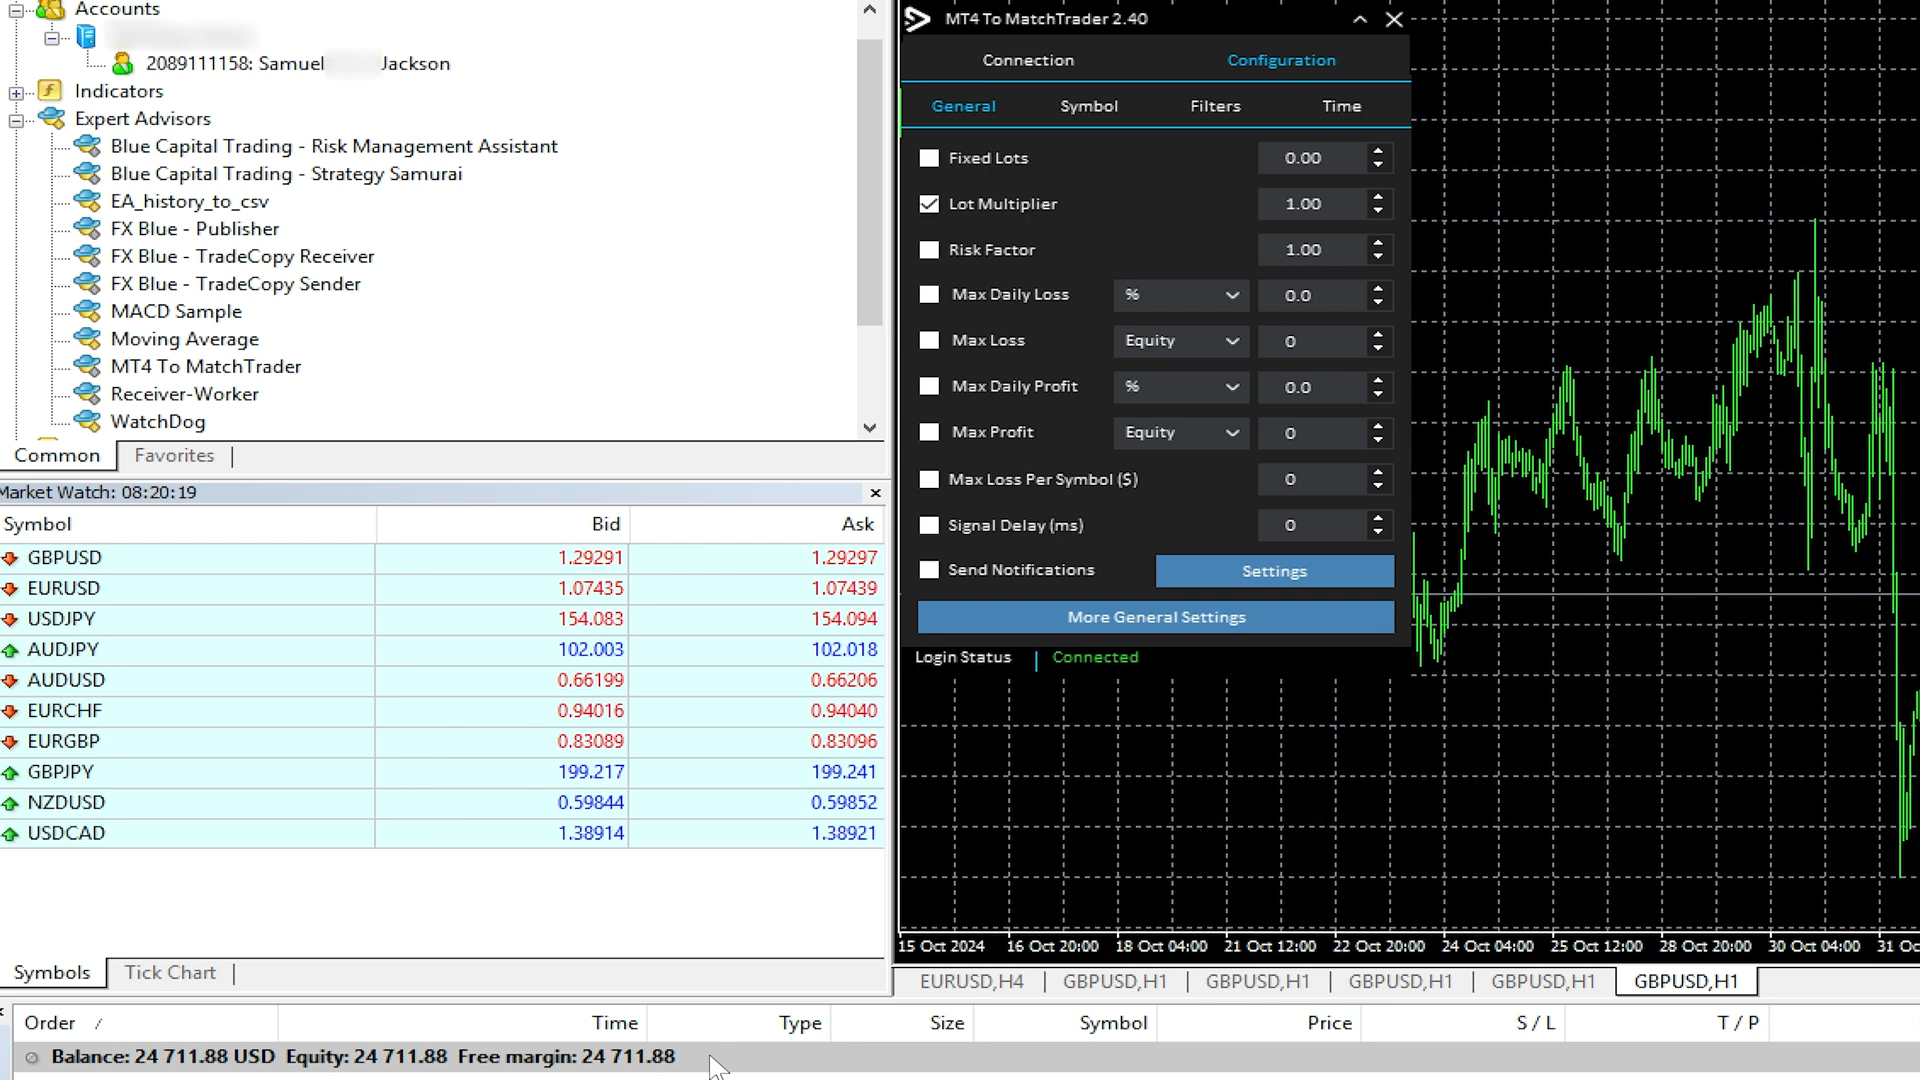 Accounts
2089111158: Samuel Jackson
Indicators
Expert Advisors
Blue Capital Trading - Risk Management Assistant
Blue Capital Trading - Strategy Samurai
EA_history_to_csv
FX Blue - Publisher
FX Blue - TradeCopy Receiver
FX Blue - TradeCopy Sender
MACD Sample
Moving Average
MT4 To MatchTrader
Receiver-Worker
WatchDog
Common Favorites
Market Watch: 08:20:19
Symbol Bid Ask
GBPUSD 1.29291 1.29297
EURUSD 1.07435 1.07439
USDJPY 154.083 154.094
AUDJPY 102.003 102.018
AUDUSD 0.66199 0.66206
EURCHF 0.94016 0.94040
EURGBP 0.83089 0.83096
GBPJPY 199.217 199.241
NZDUSD 0.59844 0.59852
USDCAD 1.38914 1.38921
Symbols Tick Chart
MT4 To MatchTrader 2.40
Connection Configuration
General Symbol Filters Time
Fixed Lots 0.00
Lot Multiplier 1.00
Risk Factor 1.00
Max Daily Loss % 0.0
Max Loss Equity 0
Max Daily Profit % 0.0
Max Profit Equity 0
Max Loss Per Symbol ($) 0
Signal Delay (ms) 0
Send Notifications Settings
More General Settings
Login Status Connected
15 Oct 2024 16 Oct 20:00 18 Oct 04:00 21 Oct 12:00 22 Oct 20:00 24 Oct 04:00 25 Oct 12:00 28 Oct 20:00 30 Oct 04:00 31 Oc
EURUSD,H4 GBPUSD,H1 GBPUSD,H1 GBPUSD,H1 GBPUSD,H1 GBPUSD,H1
Order / Time Type Size Symbol Price S / L T / P
Balance: 24 711.88 USD Equity: 24 711.88 Free margin: 24 711.88